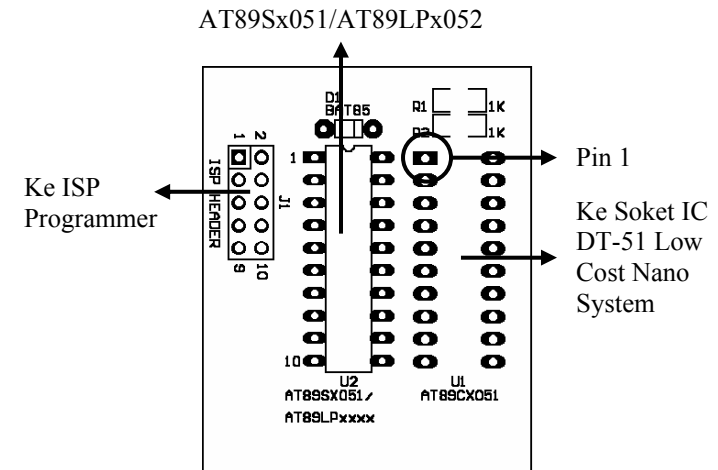 AT89Sx051/AT89LPx052
D1
BAT85
R1
1K
R2
1K
1 2
1
Pin 1
ISP HEADER
J1
Ke ISP
Programmer
Ke Soket IC
DT-51 Low
Cost Nano
System
9 10
10
U2
AT89SX051/
AT89LPxxxx
U1
AT89CX051